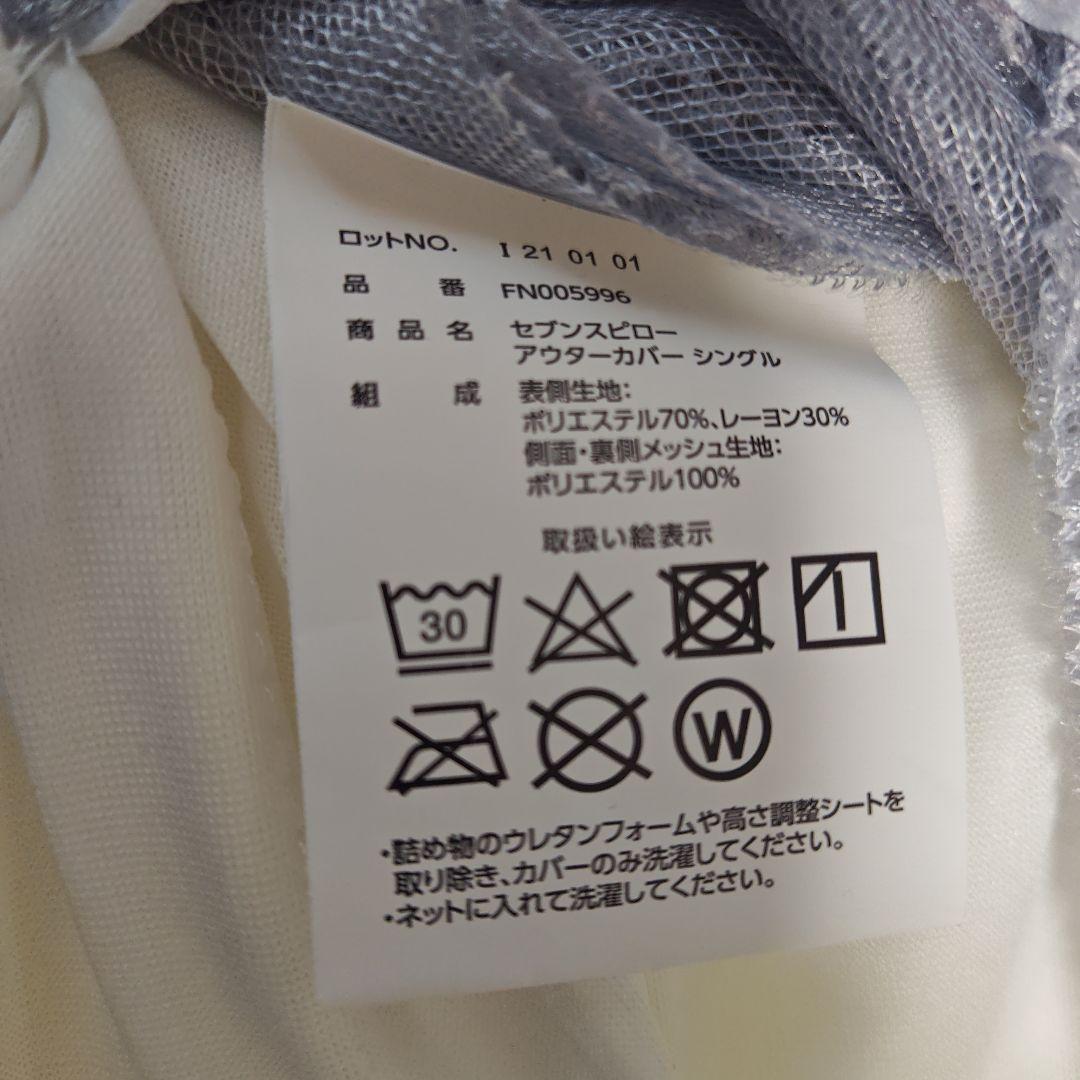 ロットNO. I 21 01 01
品番 FN005996
商品名 セブンスピロー
アウターカバー シングル
組成 表側生地:
ポリエステル70%、レーヨン30%
側面・裏側メッシュ生地:
ポリエステル100%
取扱い絵表示
30
W
・詰め物のウレタンフォームや高さ調整シートを
取り除き、カバーのみ洗濯してください。
・ネットに入れて洗濯してください。